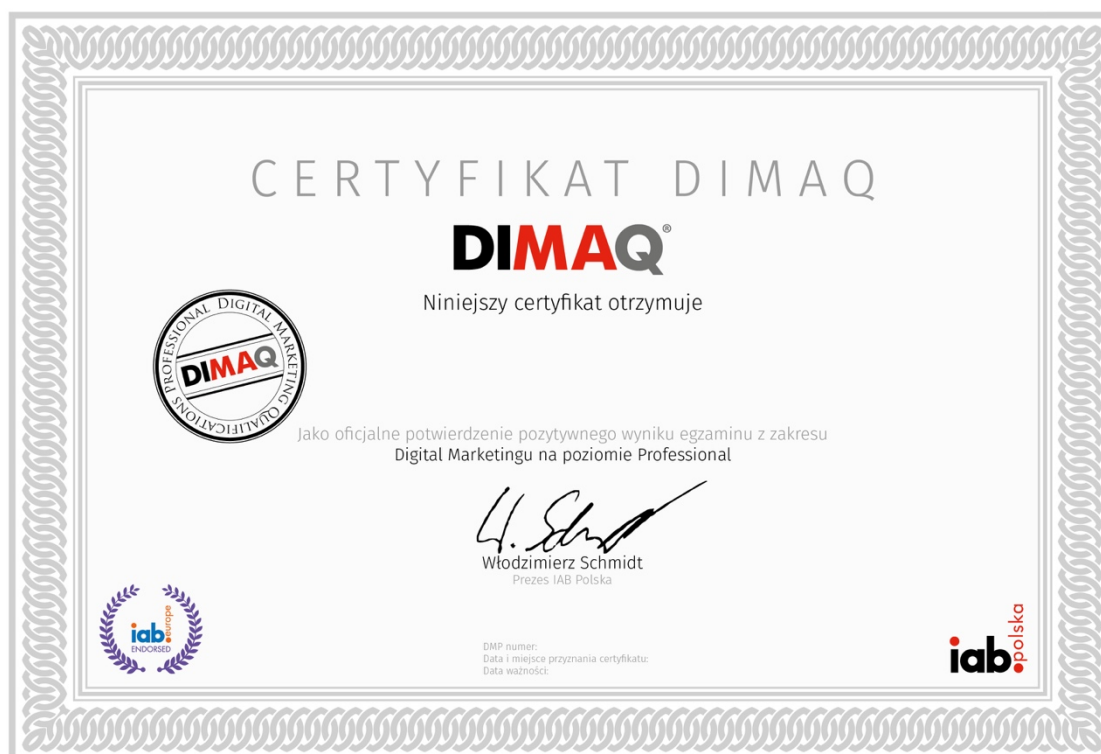 CERTYFIKAT DIMAQ
DIMAQ®
Niniejszy certyfikat otrzymuje
PROFESSIONAL DIGITAL MARKETING QUALIFICATIONS
DIMAQ
Jako oficjalne potwierdzenie pozytywnego wyniku egzaminu z zakresu
Digital Marketingu na poziomie Professional
W. Schmidt
Włodzimierz Schmidt
Prezes IAB Polska
iab europe
ENDORSED
DMP numer:
Data i miejsce przyznania certyfikatu:
Data ważności:
iab polska